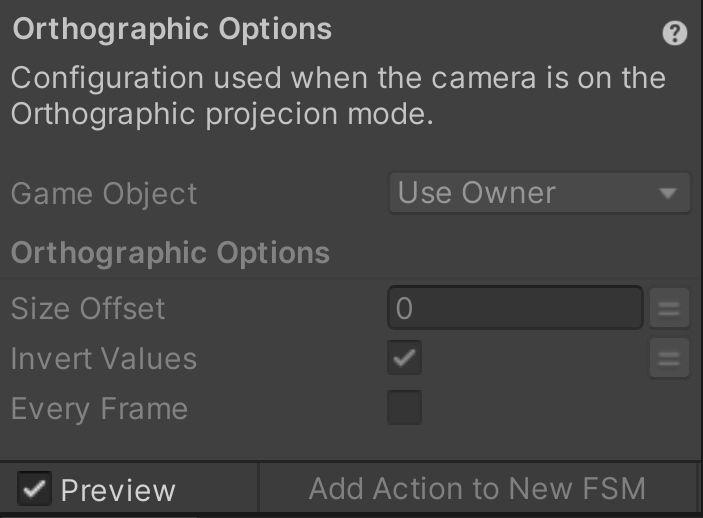 Orthographic Options
Configuration used when the camera is on the
Orthographic projecion mode.
Game Object Use Owner
Orthographic Options
Size Offset 0
Invert Values
Every Frame
Preview Add Action to New FSM